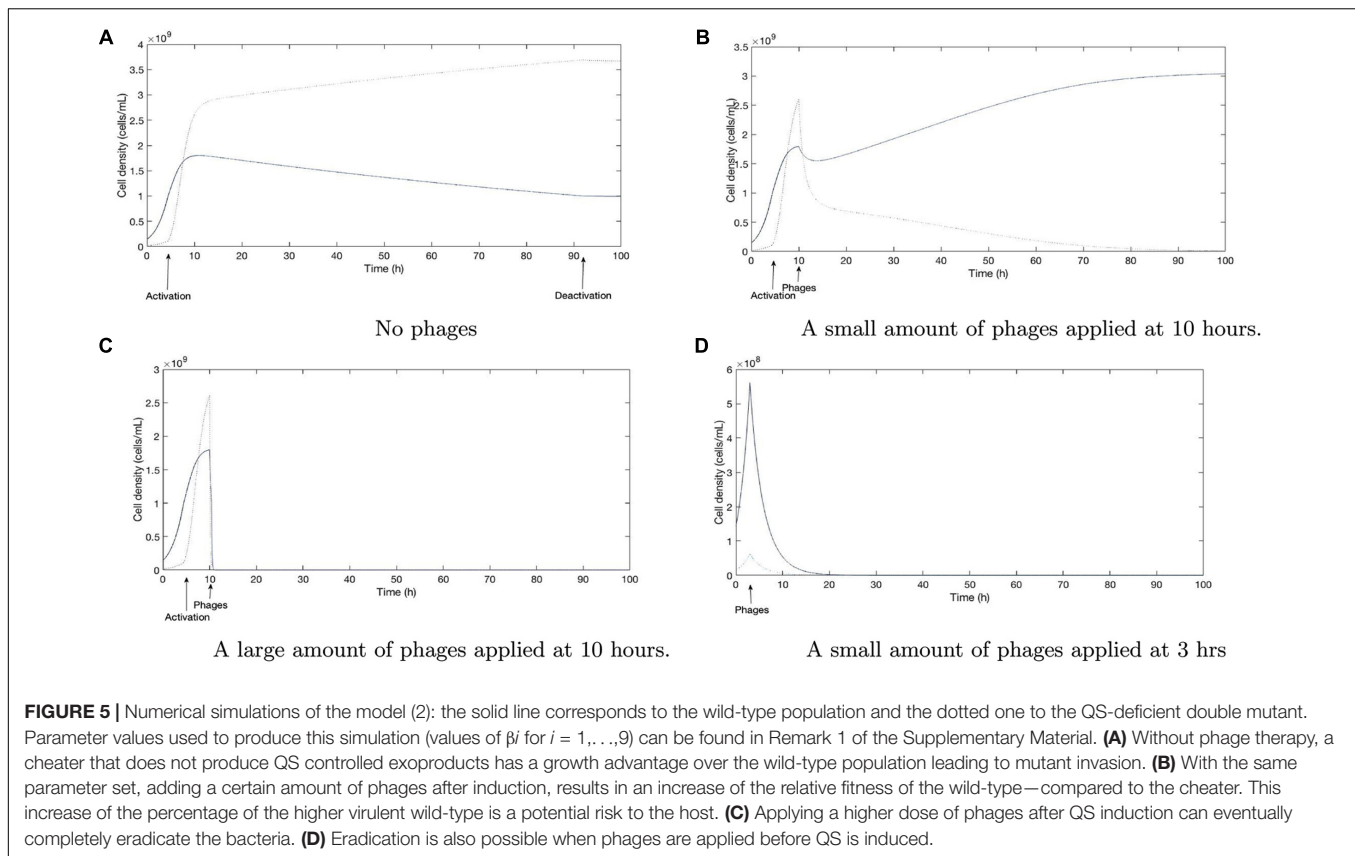 A
×10⁹
4
3.5
3
2.5
2
1.5
1
0.5
0
Cell density (cells/mL)
0 10 20 30 40 50 60 70 80 90 100
Time (h)
Activation
Deactivation
No phages
B
×10⁹
3.5
3
2.5
2
1.5
1
0.5
0
Cell density (cells/mL)
0 10 20 30 40 50 60 70 80 90 100
Time (h)
Phages
Activation
A small amount of phages applied at 10 hours.
C
×10⁹
3
2.5
2
1.5
1
0.5
0
Cell density (cells/mL)
0 10 20 30 40 50 60 70 80 90 100
Time (h)
Phages
Activation
A large amount of phages applied at 10 hours.
D
×10⁸
6
5
4
3
2
1
0
Cell density (cells/mL)
0 10 20 30 40 50 60 70 80 90 100
Time (h)
Phages
A small amount of phages applied at 3 hrs
FIGURE 5 | Numerical simulations of the model (2): the solid line corresponds to the wild-type population and the dotted one to the QS-deficient double mutant.
Parameter values used to produce this simulation (values of βi for i = 1,...,9) can be found in Remark 1 of the Supplementary Material. (A) Without phage therapy, a
cheater that does not produce QS controlled exoproducts has a growth advantage over the wild-type population leading to mutant invasion. (B) With the same
parameter set, adding a certain amount of phages after induction, results in an increase of the relative fitness of the wild-type—compared to the cheater. This
increase of the percentage of the higher virulent wild-type is a potential risk to the host. (C) Applying a higher dose of phages after QS induction can eventually
completely eradicate the bacteria. (D) Eradication is also possible when phages are applied before QS is induced.